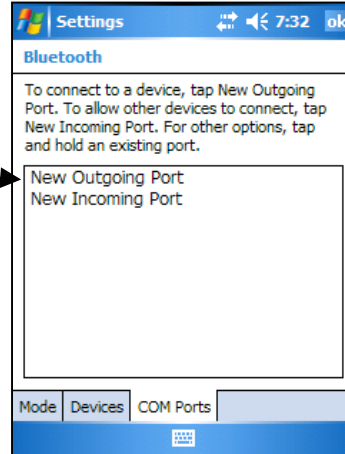 Settings 7:32 ok
Bluetooth
To connect to a device, tap New Outgoing
Port. To allow other devices to connect, tap
New Incoming Port. For other options, tap
and hold an existing port.
New Outgoing Port
New Incoming Port
Mode Devices COM Ports